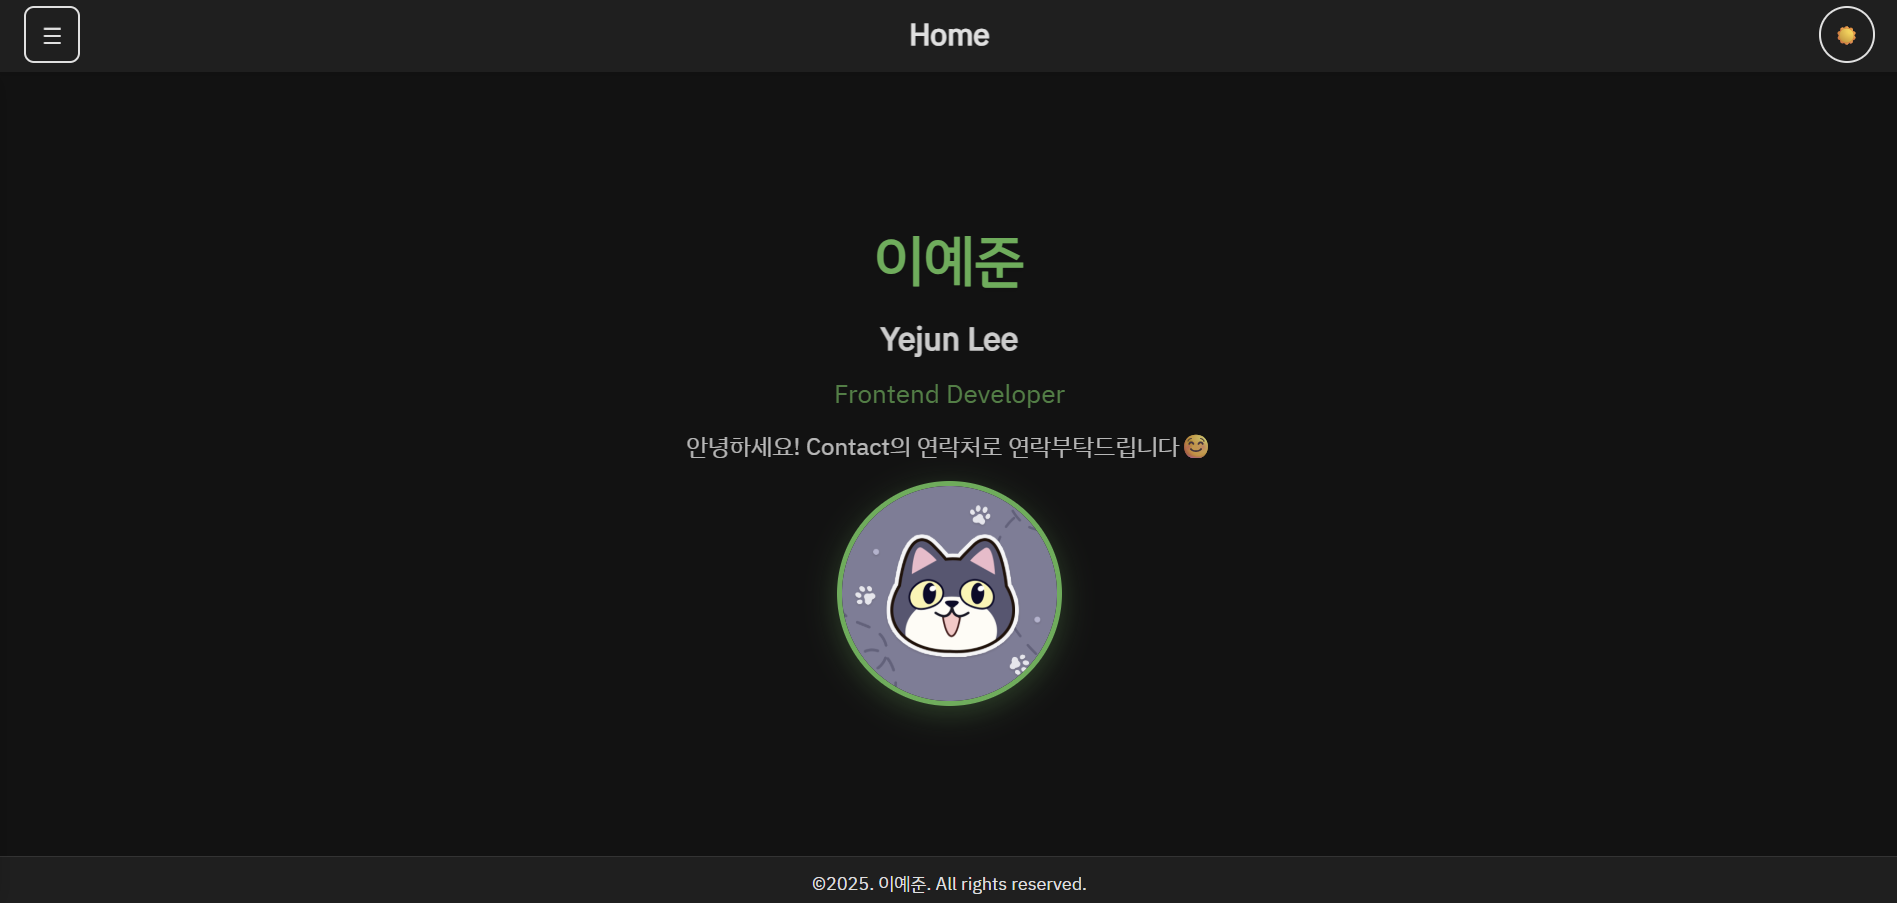 Home
이예준
Yejun Lee
Frontend Developer
안녕하세요! Contact의 연락처로 연락부탁드립니다😊
©2025. 이예준. All rights reserved.